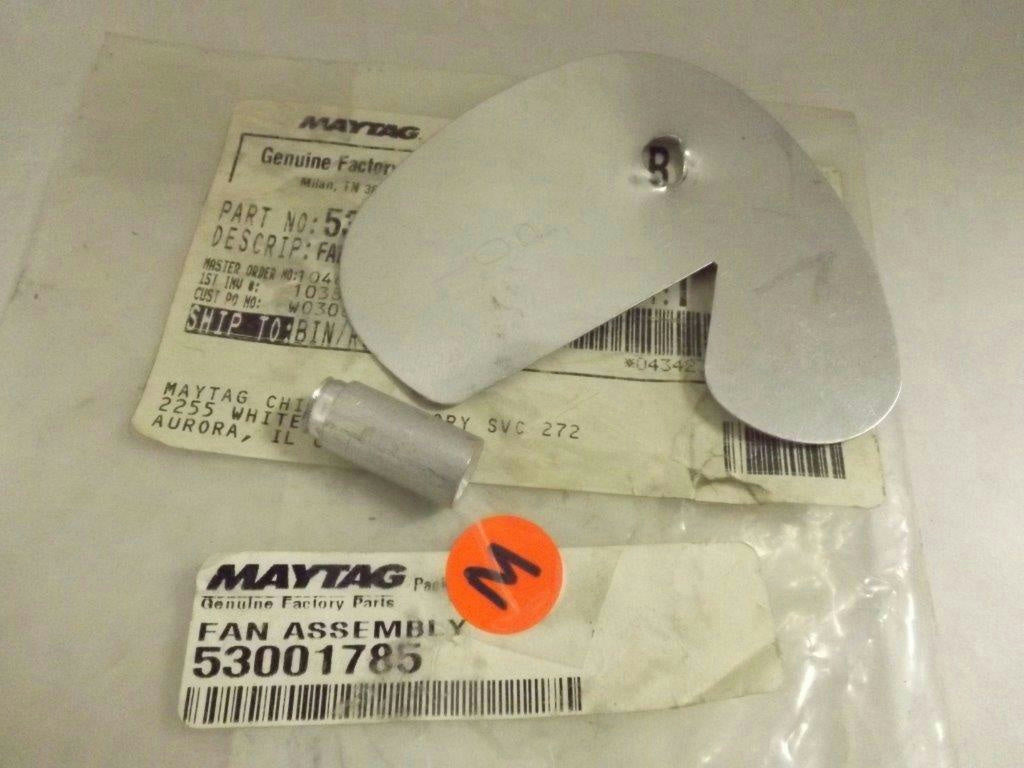 MAYTAG
Genuine Factory
Milan, TN 38
PART NO: 53
DESCRIP: FA
MASTER ORDER NO: 104
1ST INV #: 103
CUST PO NO: W030
SHIP TO: BIN/
R
*04342
MAYTAG CHI
2255 WHITE RY SVC 272
AURORA, IL
MAYTAG
Genuine Factory Parts
M
FAN ASSEMBLY
53001785